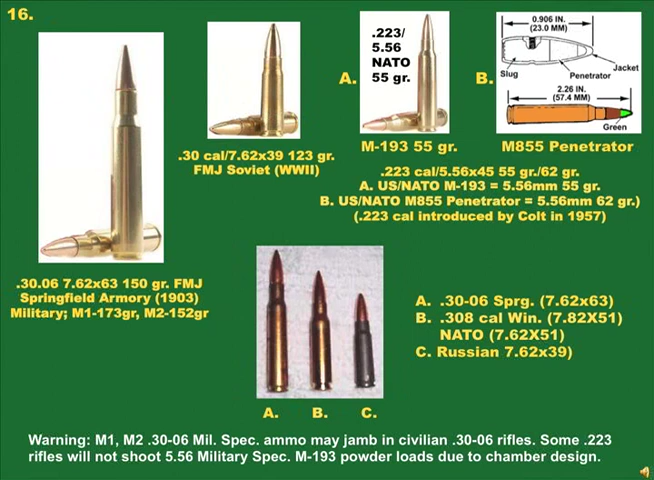 16.
.223/
5.56
NATO
55 gr.
A.
B.
0.906 IN.
(23.0 MM)
Jacket
Slug
Penetrator
2.26 IN.
(57.4 MM)
Green
M-193 55 gr.
M855 Penetrator
.30 cal/7.62x39 123 gr.
FMJ Soviet (WWII)
.223 cal/5.56x45 55 gr./62 gr.
A. US/NATO M-193 = 5.56mm 55 gr.
B. US/NATO M855 Penetrator = 5.56mm 62 gr.)
(.223 cal introduced by Colt in 1957)
.30.06 7.62x63 150 gr. FMJ
Springfield Armory (1903)
Military; M1-173gr, M2-152gr
A. .30-06 Sprg. (7.62x63)
B. .308 cal Win. (7.82X51)
NATO (7.62X51)
C. Russian 7.62x39)
A. B. C.
Warning: M1, M2 .30-06 Mil. Spec. ammo may jamb in civilian .30-06 rifles. Some .223
rifles will not shoot 5.56 Military Spec. M-193 powder loads due to chamber design.